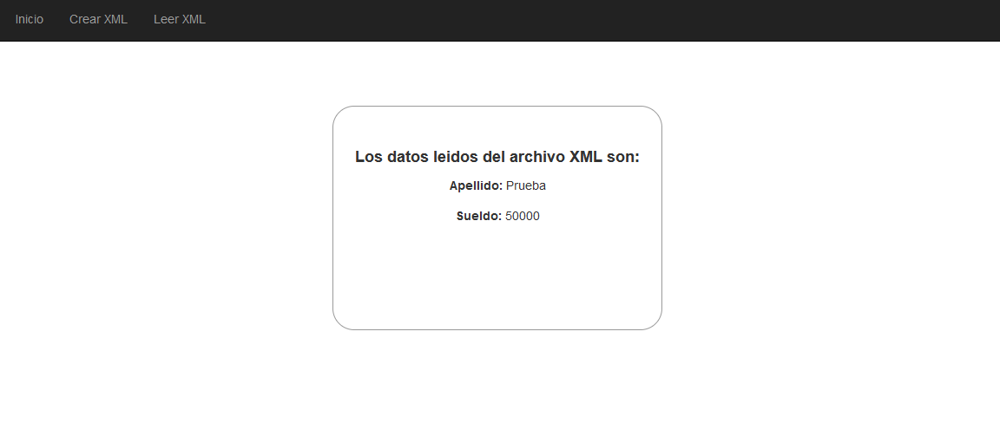 Inicio Crear XML Leer XML
Los datos leidos del archivo XML son:
Apellido: Prueba
Sueldo: 50000